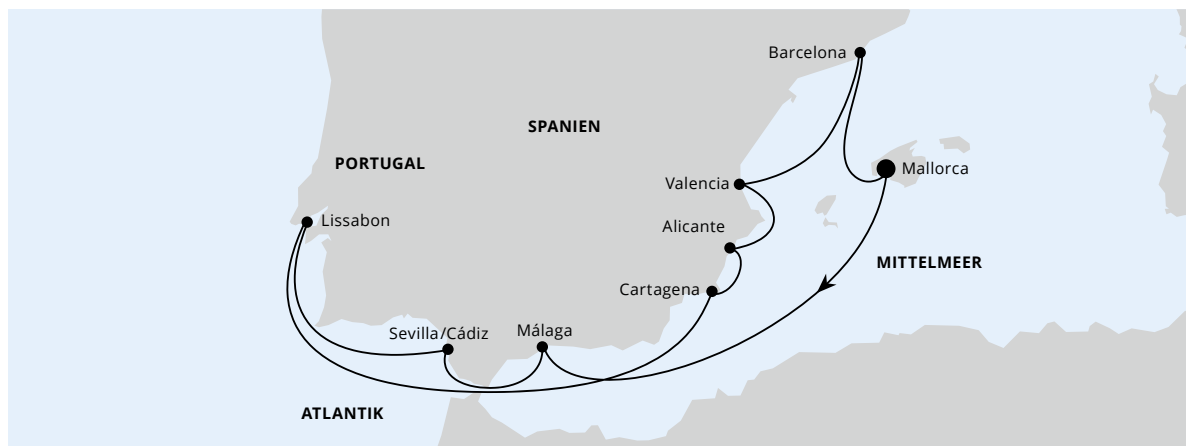 Barcelona
SPANIEN
PORTUGAL
Mallorca
Valencia
Lissabon
Alicante
MITTELMEER
Cartagena
Sevilla/Cádiz
Málaga
ATLANTIK